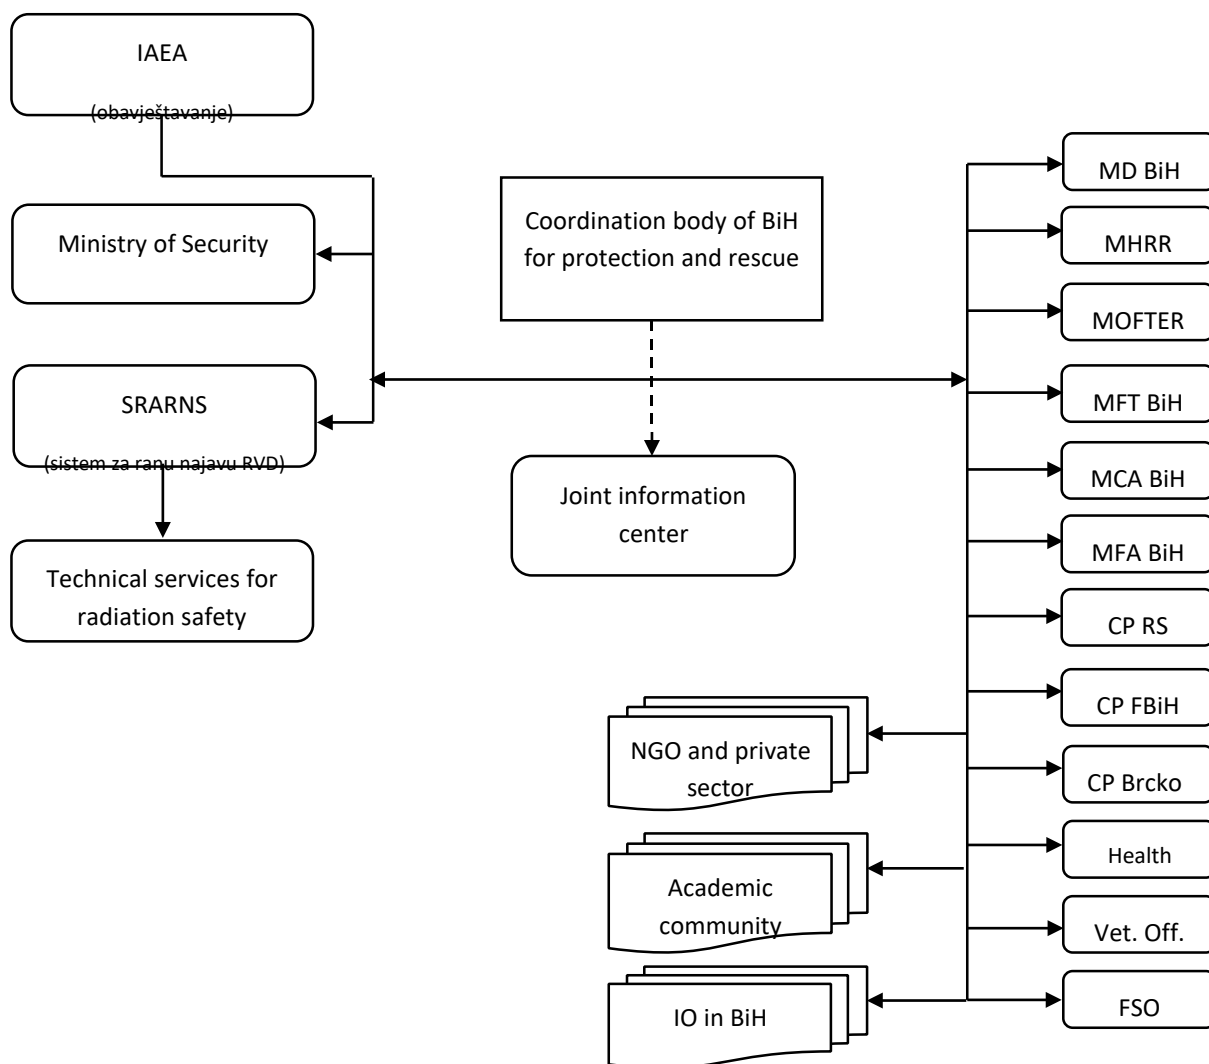 IAEA
(obavještavanje)
Ministry of Security
SRARNS
(sistem za ranu najavu RVD)
Technical services for
radiation safety
Coordination body of BiH
for protection and rescue
Joint information
center
NGO and private
sector
Academic
community
IO in BiH
MD BiH
MHRR
MOFTER
MFT BiH
MCA BiH
MFA BiH
CP RS
CP FBiH
CP Brcko
Health
Vet. Off.
FSO